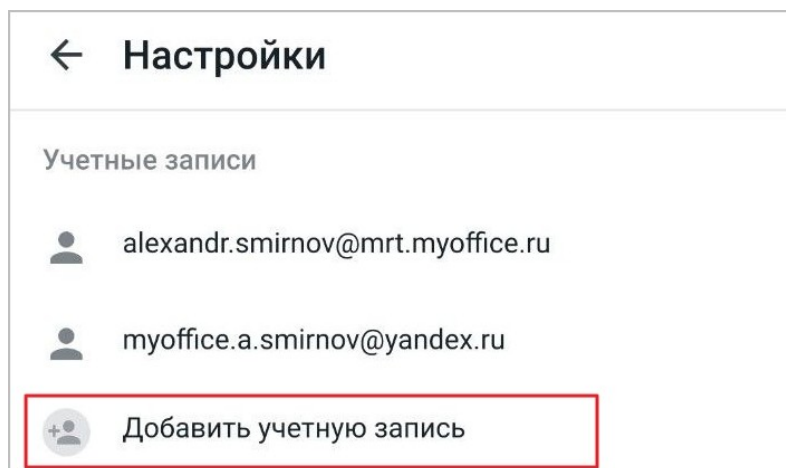 Настройки
Учетные записи
alexandr.smirnov@mrt.myoffice.ru
myoffice.a.smirnov@yandex.ru
Добавить учетную запись